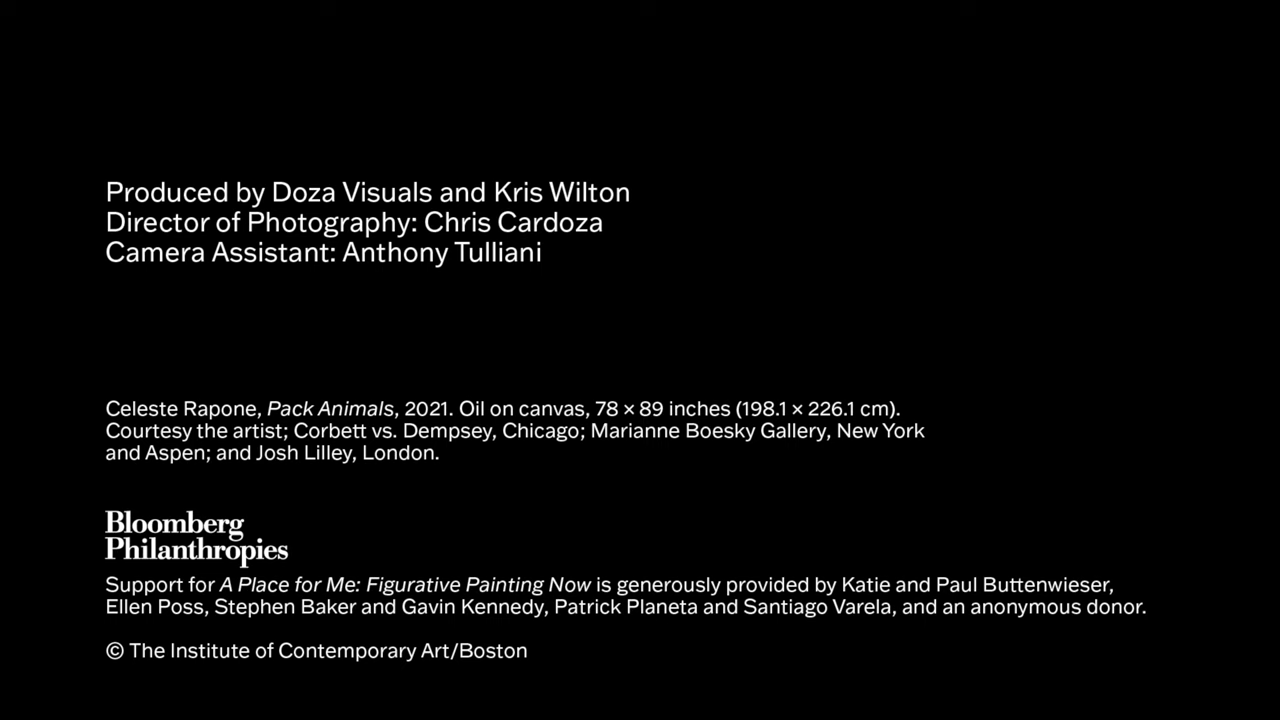 Produced by Doza Visuals and Kris Wilton
Director of Photography: Chris Cardoza
Camera Assistant: Anthony Tulliani
Celeste Rapone, Pack Animals, 2021. Oil on canvas, 78 × 89 inches (198.1 × 226.1 cm).
Courtesy the artist; Corbett vs. Dempsey, Chicago; Marianne Boesky Gallery, New York
and Aspen; and Josh Lilley, London.
Bloomberg
Philanthropies
Support for A Place for Me: Figurative Painting Now is generously provided by Katie and Paul Buttenwieser,
Ellen Poss, Stephen Baker and Gavin Kennedy, Patrick Planeta and Santiago Varela, and an anonymous donor.
© The Institute of Contemporary Art/Boston